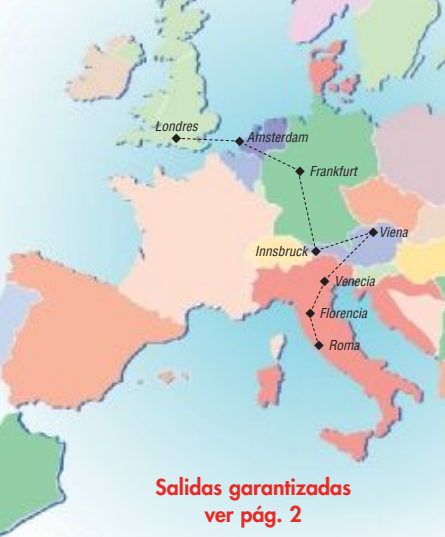 Londres
Amsterdam
Frankfurt
Viena
Innsbruck
Venecia
Florencia
Roma
Salidas garantizadas
ver pág. 2